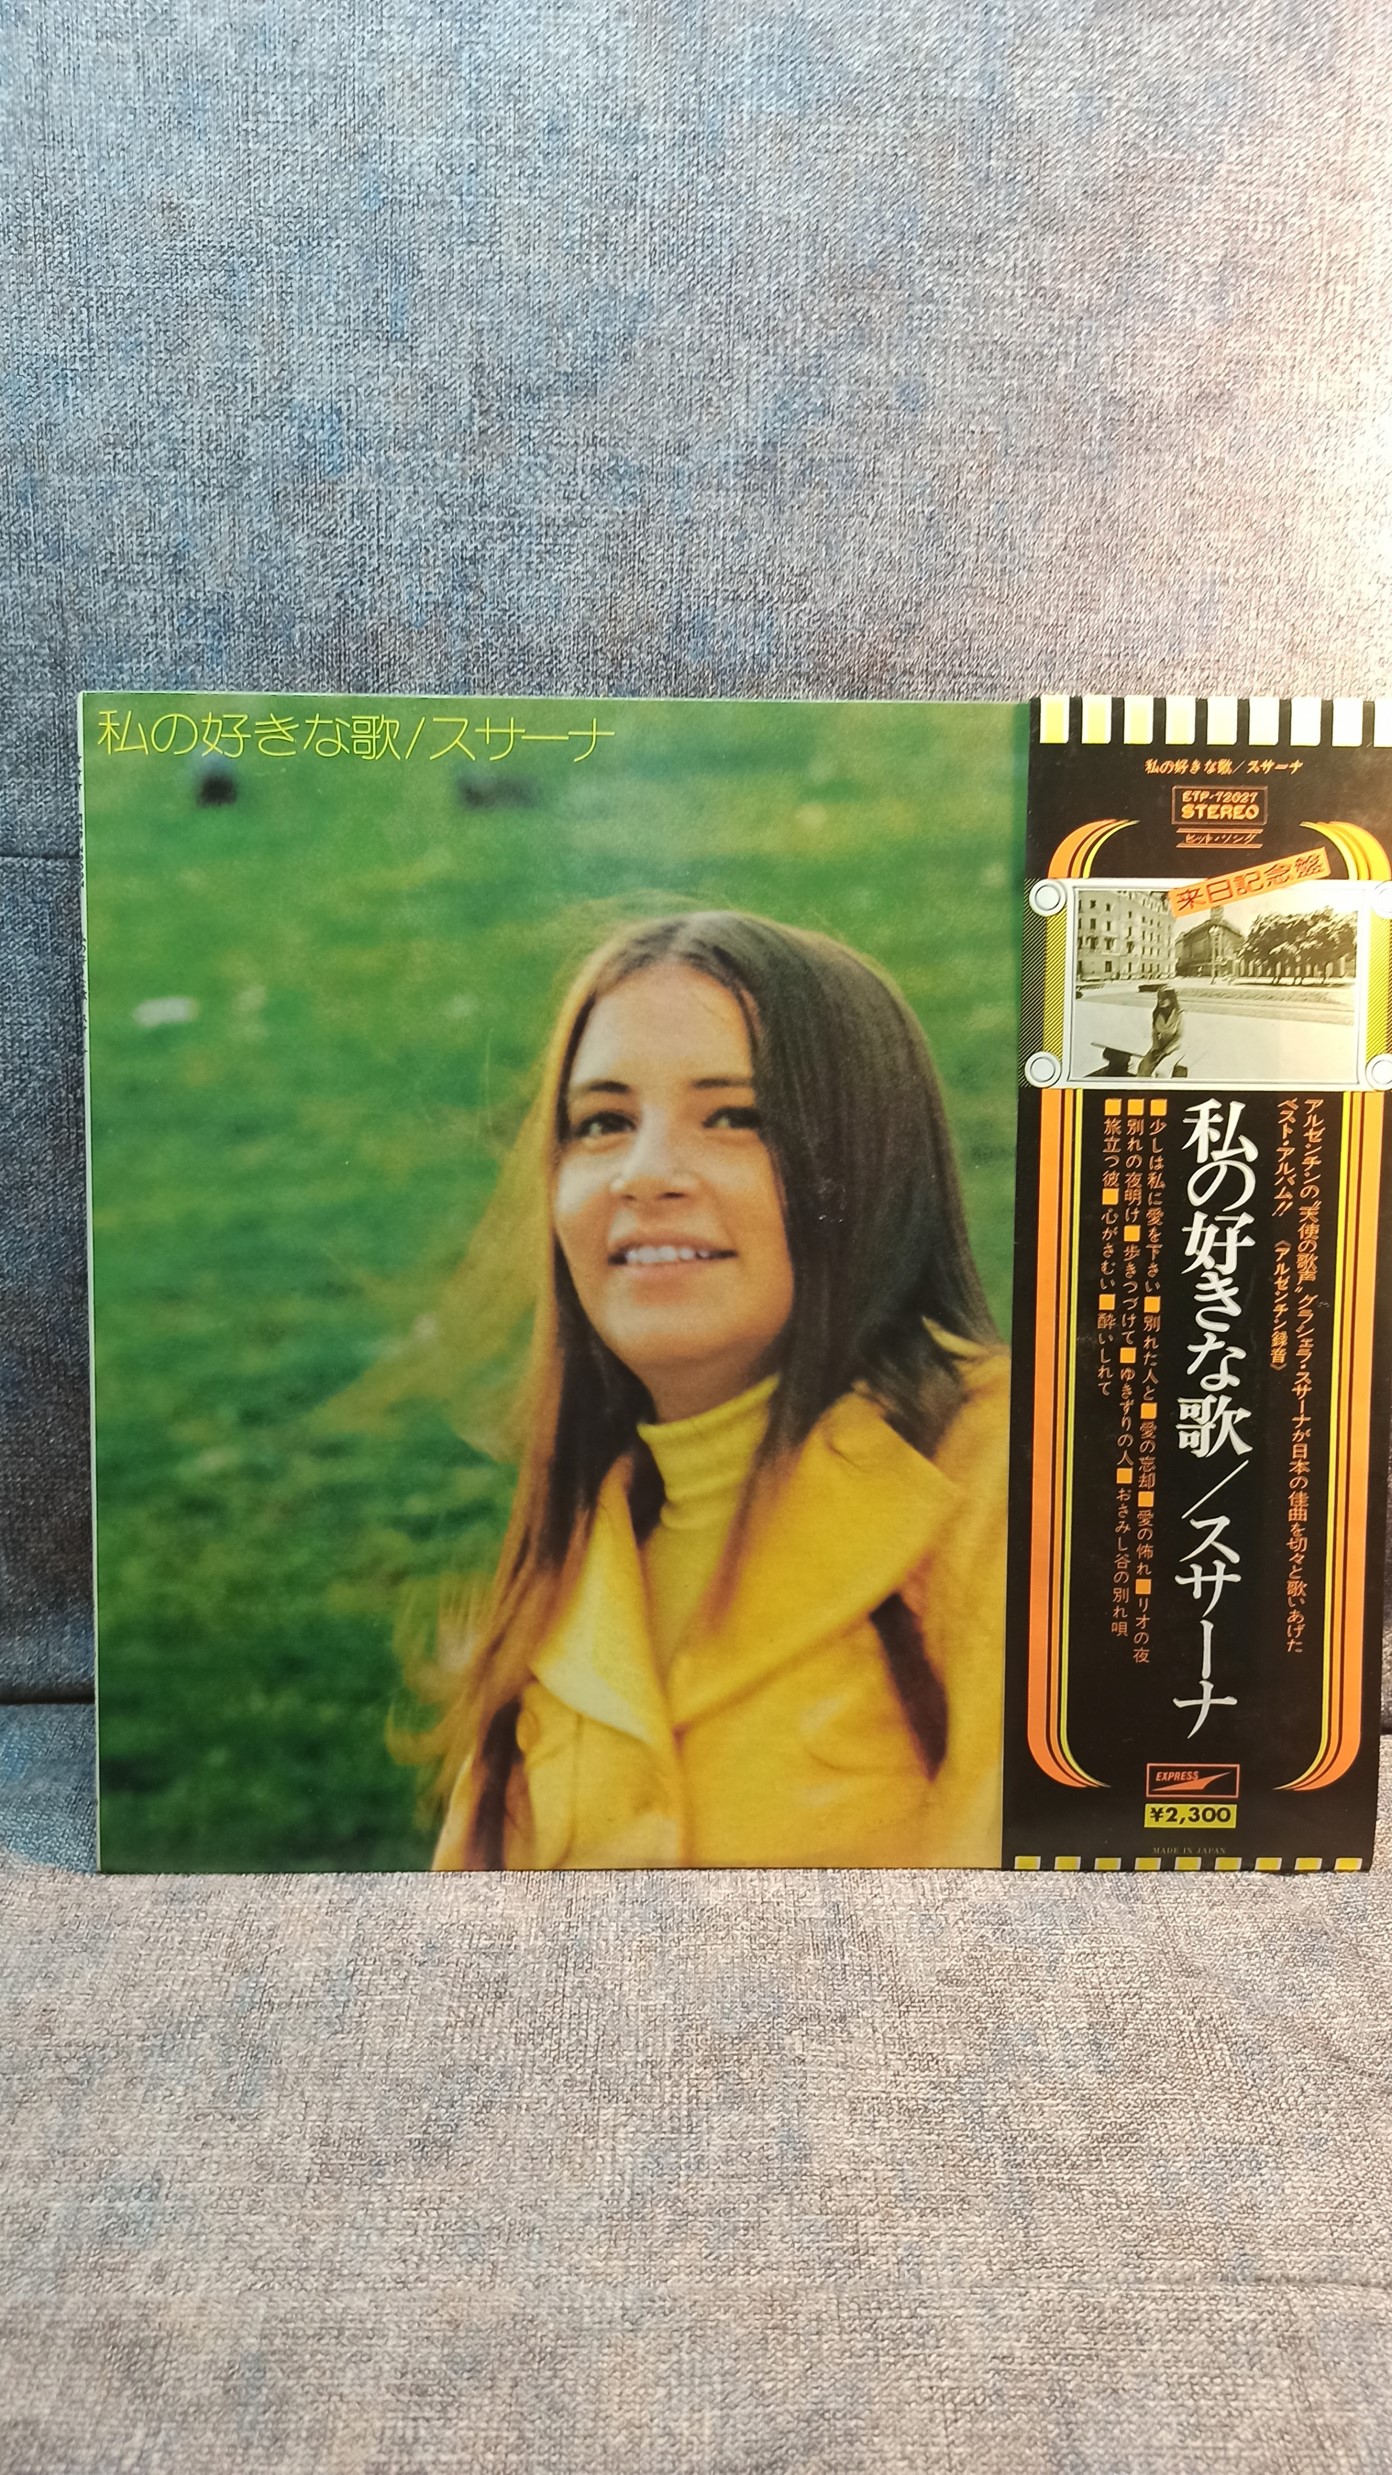 私の好きな歌/スサーナ
私の好きな歌/スサーナ
ETP-72027
STEREO
ヒット・ソング
来日記念盤
アルゼンチンの"天使の歌声"グラシェラ・スサーナが日本の佳曲を切々と歌いあげた
ベスト・アルバム!!《アルゼンチン録音》
私の好きな歌/スサーナ
■少しは私に愛を下さい■別れた人と■愛の忘却■愛の怖れ■リオの夜
■別れの夜明け■歩きつづけて■ゆきずりの人■おさみし谷の別れ唄
■旅立つ彼■心がさむい■酔いしれて
EXPRESS
¥2,300
MADE IN JAPAN